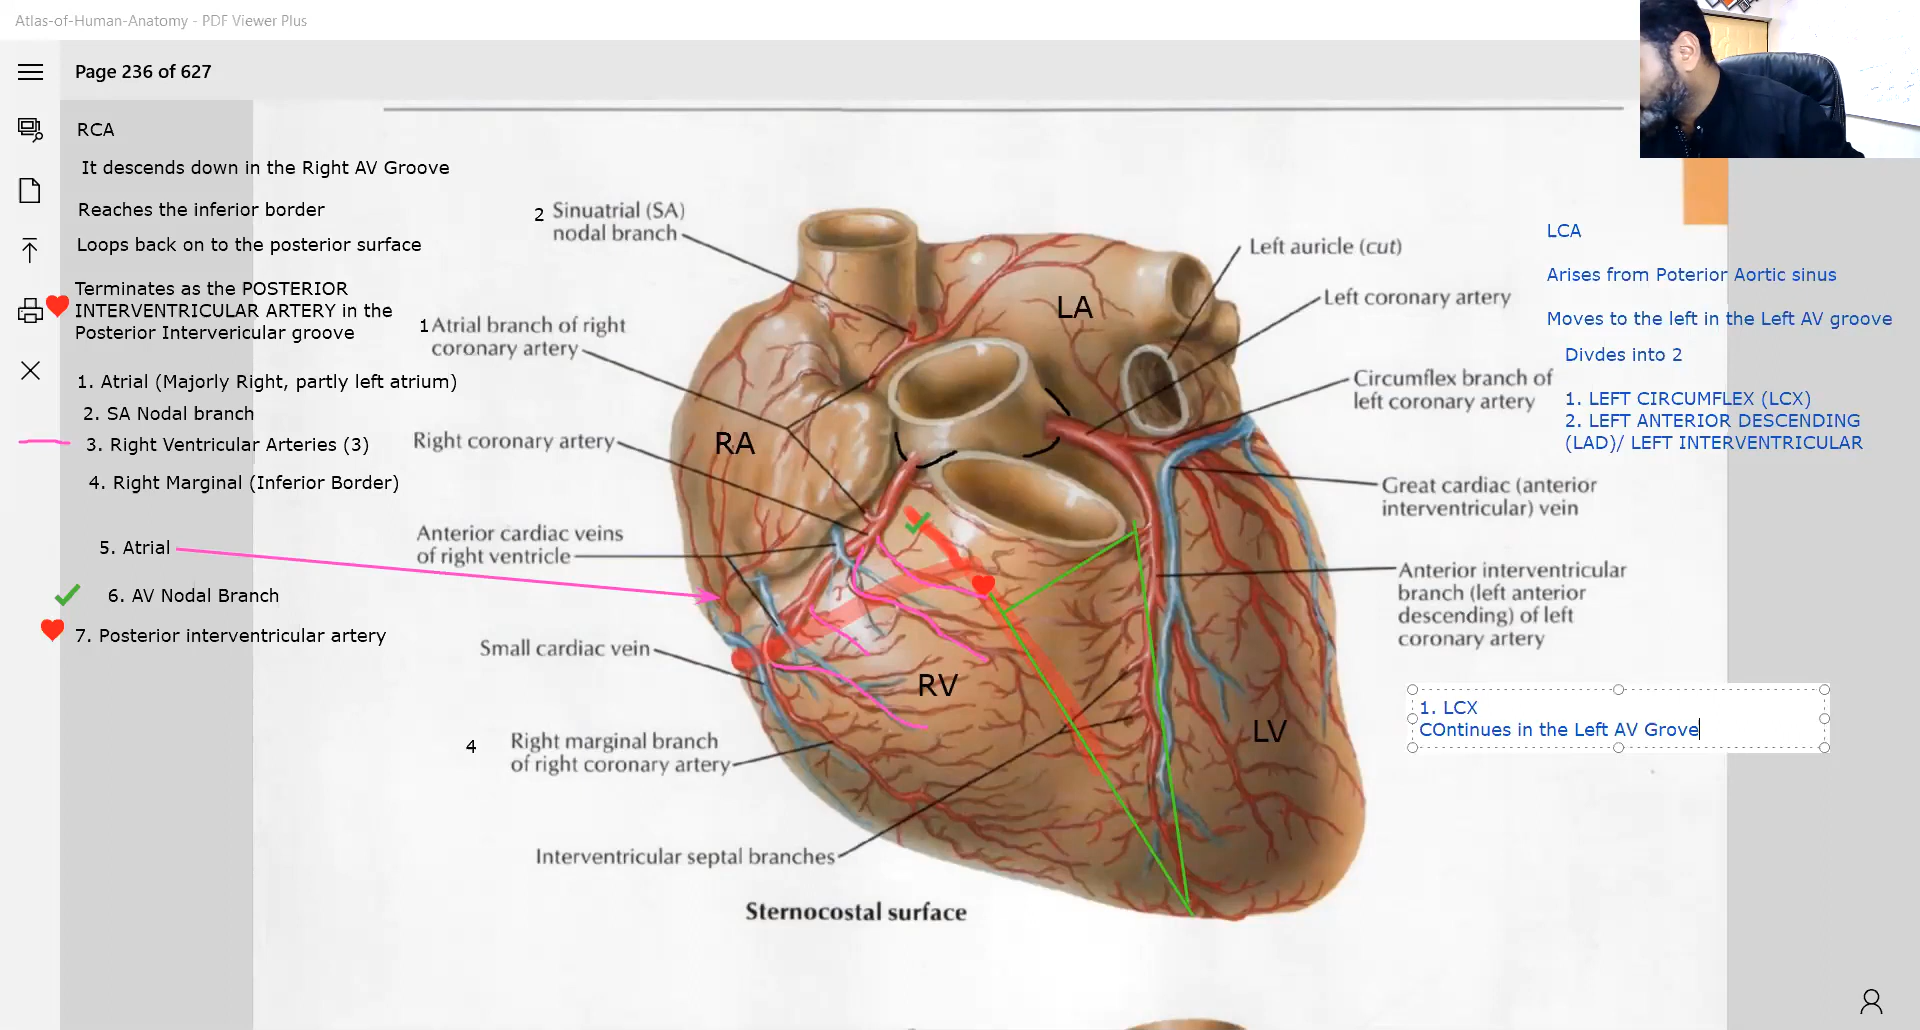 Atlas-of-Human-Anatomy - PDF Viewer Plus
Page 236 of 627
RCA
It descends down in the Right AV Groove
Reaches the inferior border
Loops back on to the posterior surface
Terminates as the POSTERIOR
INTERVENTRICULAR ARTERY in the
Posterior Intervericular groove
1. Atrial (Majorly Right, partly left atrium)
2. SA Nodal branch
3. Right Ventricular Arteries (3)
4. Right Marginal (Inferior Border)
5. Atrial
6. AV Nodal Branch
7. Posterior interventricular artery
2 Sinuatrial (SA)
nodal branch
1 Atrial branch of right
coronary artery
Right coronary artery
Anterior cardiac veins
of right ventricle
Small cardiac vein
4 Right marginal branch
of right coronary artery
Interventricular septal branches
Sternocostal surface
RA
LA
RV
LV
Left auricle (cut)
Left coronary artery
Circumflex branch of
left coronary artery
Great cardiac (anterior
interventricular) vein
Anterior interventricular
branch (left anterior
descending) of left
coronary artery
LCA
Arises from Poterior Aortic sinus
Moves to the left in the Left AV groove
Divdes into 2
1. LEFT CIRCUMFLEX (LCX)
2. LEFT ANTERIOR DESCENDING
(LAD)/ LEFT INTERVENTRICULAR
1. LCX
COntinues in the Left AV Grove